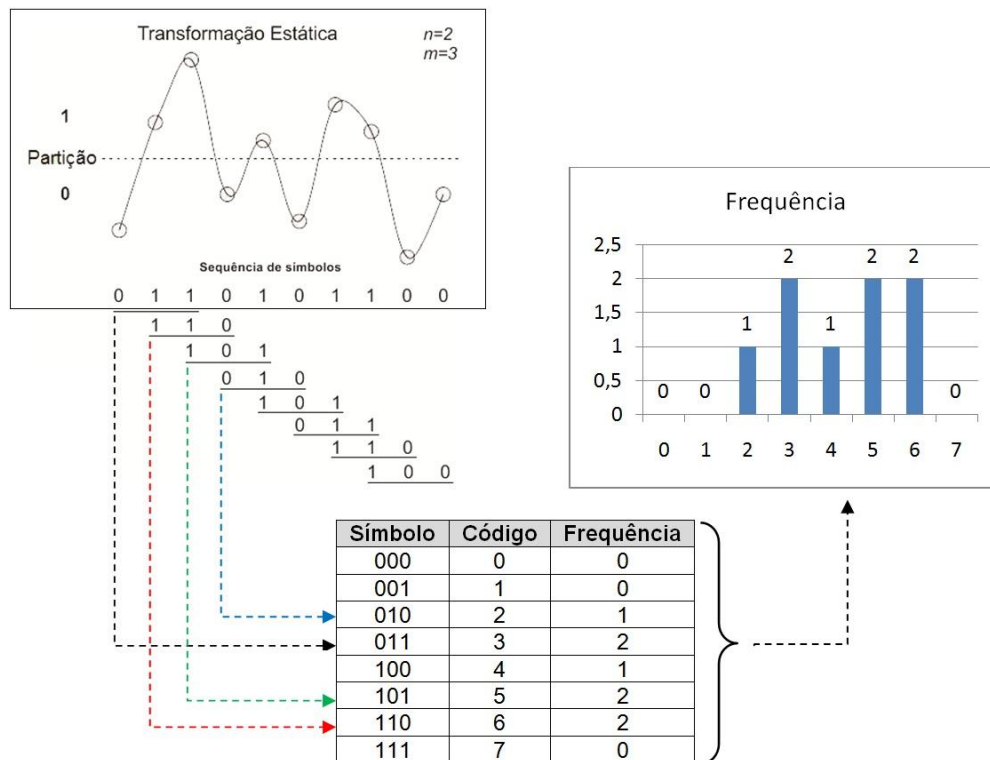 Transformação Estática
n=2
m=3
1
Partição
0
Sequência de símbolos
0 1 1 0 1 0 1 1 0 0
1 1 0
1 0 1
0 1 0
1 0 1
0 1 1
1 1 0
1 0 0
Frequência
2,5
2
1,5
1
0,5
0
0 0 1 2 1 2 2 0
0 1 2 3 4 5 6 7
Símbolo Código Frequência
000 0 0
001 1 0
010 2 1
011 3 2
100 4 1
101 5 2
110 6 2
111 7 0